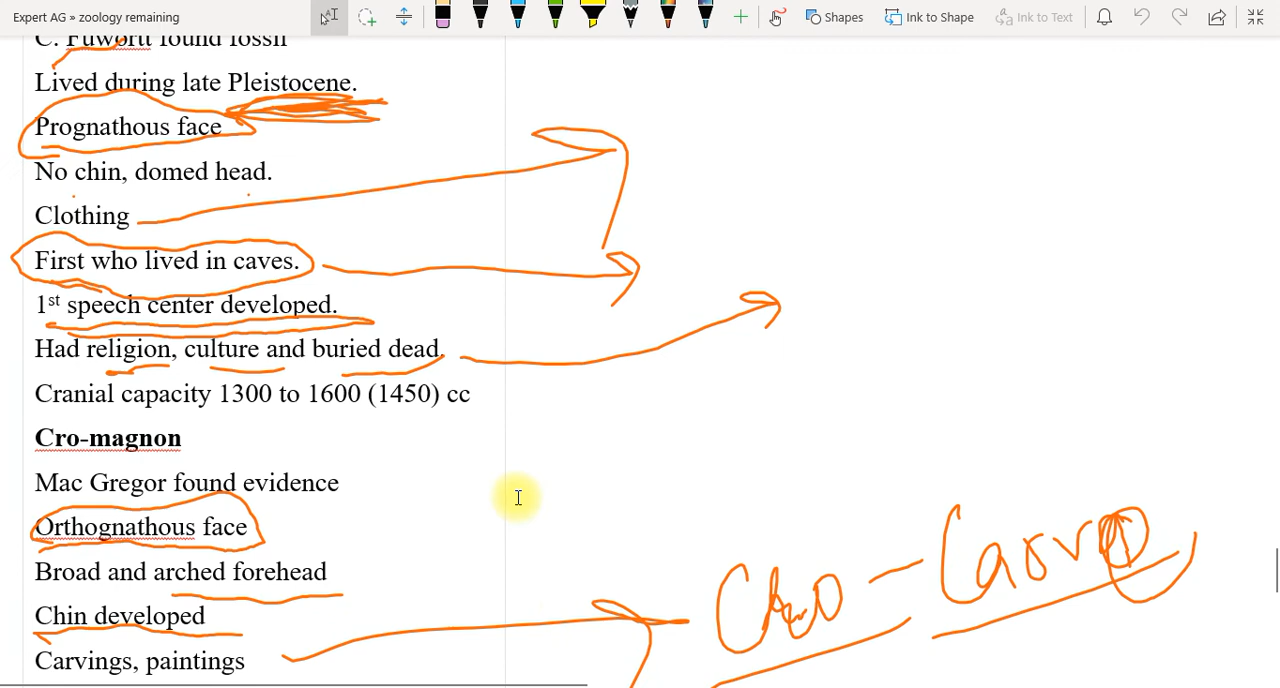 Expert AG » zoology remaining
Shapes
Ink to Shape
Ink to Text
C. Fuwortt found fossil
Lived during late Pleistocene.
Prognathous face
No chin, domed head.
Clothing
First who lived in caves.
1st speech center developed.
Had religion, culture and buried dead.
Cranial capacity 1300 to 1600 (1450) cc
Cro-magnon
Mac Gregor found evidence
Orthognathous face
Broad and arched forehead
Chin developed
Carvings, paintings